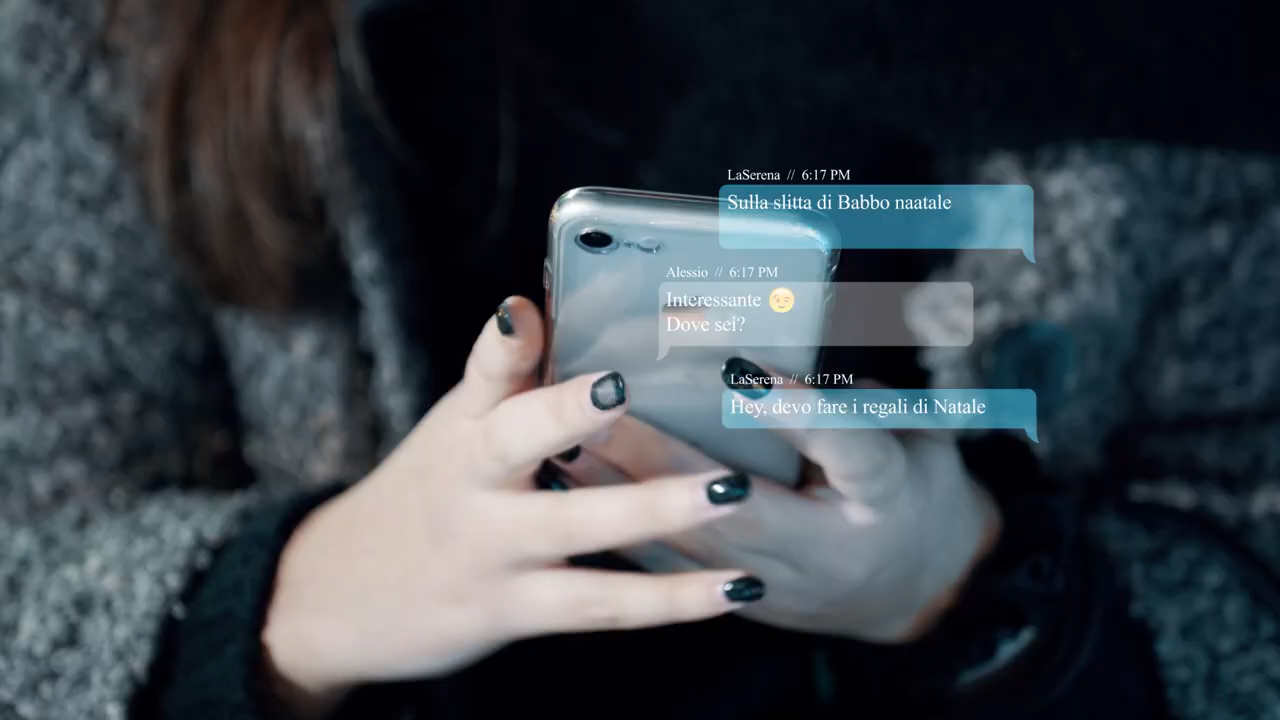 LaSerena // 6:17 PM
Sulla slitta di Babbo naatale
Alessio // 6:17 PM
Interessante 😉
Dove sei?
LaSerena // 6:17 PM
Hey, devo fare i regali di Natale